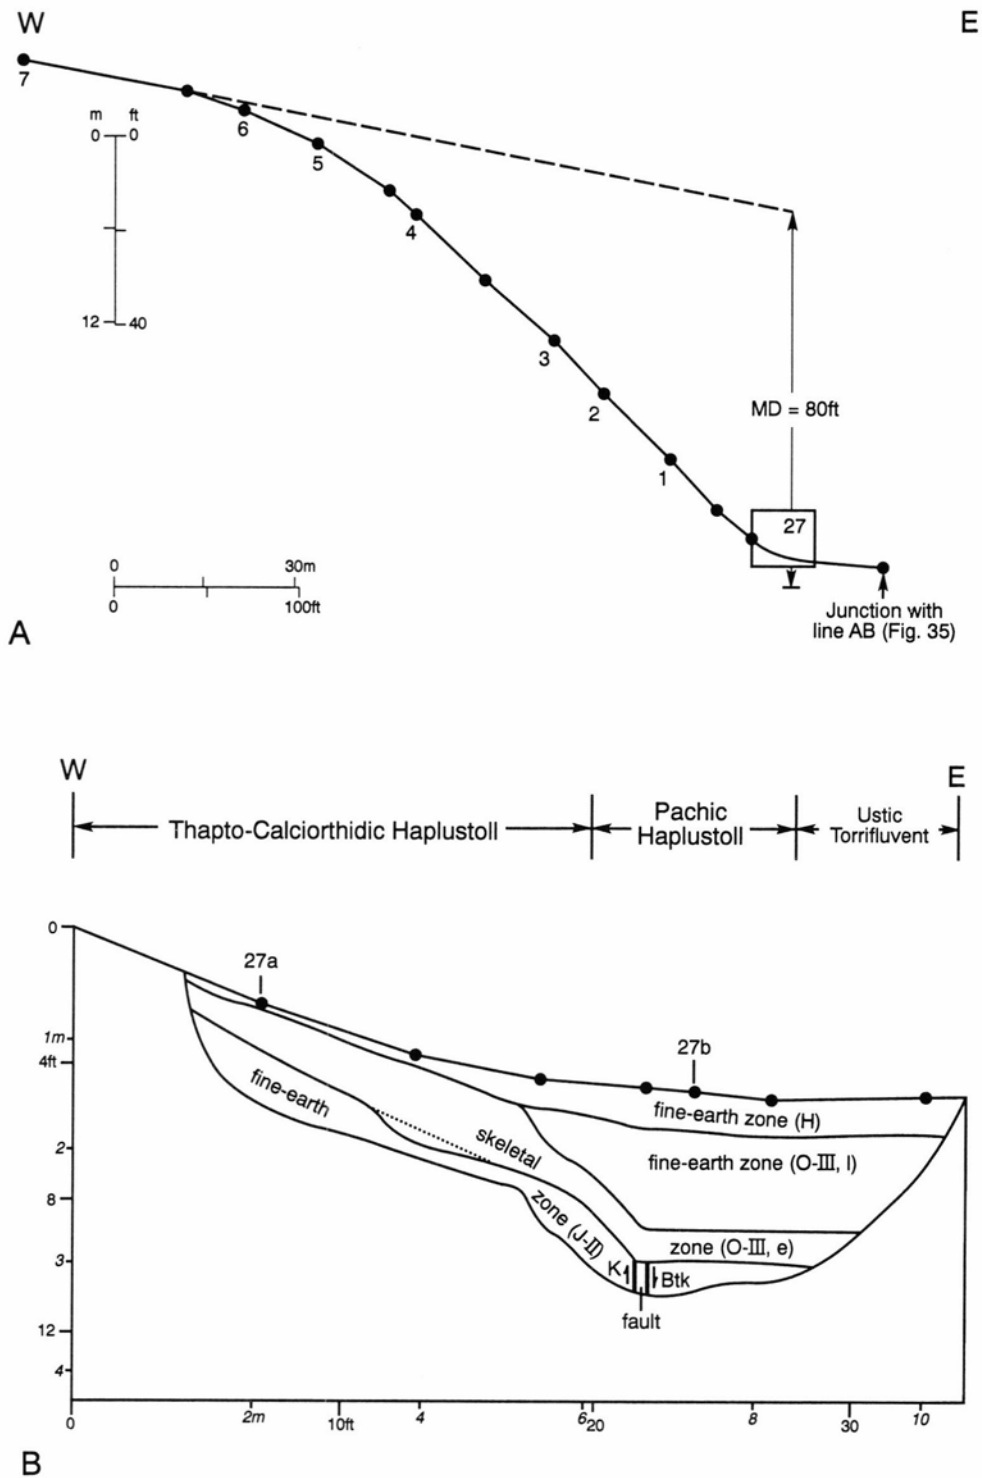 W E
7
6
5
m ft
0 0
4
12 40
3
2
MD = 80ft
1
27
0 30m
0 100ft
Junction with
line AB (Fig. 35)
A
W E
Thapto-Calciorthidic Haplustoll
Pachic
Haplustoll
Ustic
Torrifluvent
0
27a
1m
4ft
27b
fine-earth
fine-earth zone (H)
skeletal
2
fine-earth zone (O-III, l)
8
zone (J-II)
zone (O-III, e)
3
K Btk
fault
12
4
0 2m 10ft 4 6 20 8 30 10
B